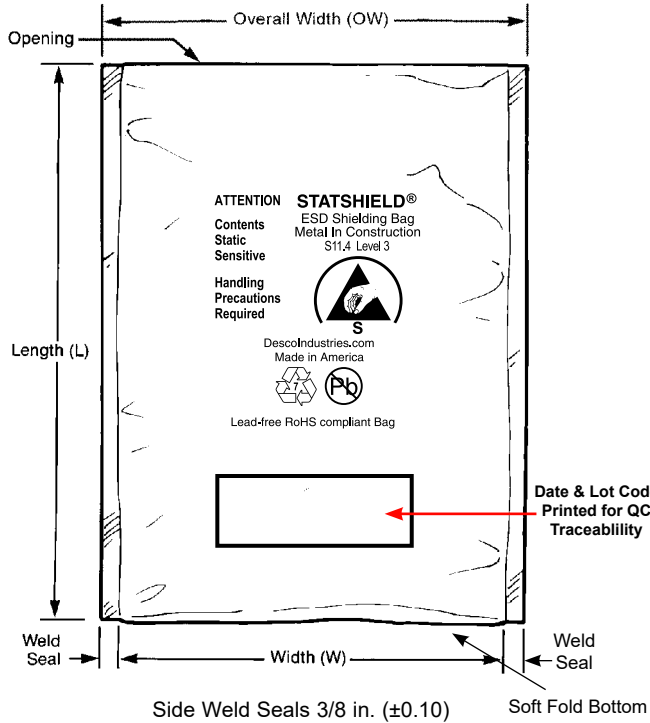 Overall Width (OW)
Opening
ATTENTION
Contents
Static
Sensitive
Handling
Precautions
Required
STATSHIELD®
ESD Shielding Bag
Metal In Construction
S11.4 Level 3
S
DescoIndustries.com
Made in America
7
Pb
Lead-free RoHS compliant Bag
Length (L)
Date & Lot Cod
Printed for QC
Traceablility
Weld
Seal
Width (W)
Weld
Seal
Side Weld Seals 3/8 in. (±0.10)
Soft Fold Bottom